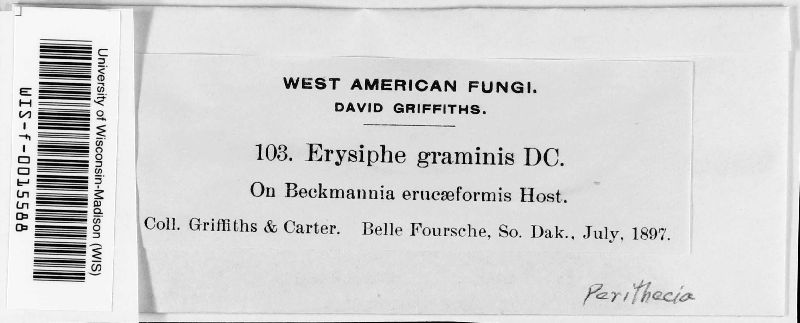 University of Wisconsin-Madison (WIS)
WIS-f-0015588
WEST AMERICAN FUNGI.
DAVID GRIFFITHS.
103. Erysiphe graminis DC.
On Beckmannia erucæformis Host.
Coll. Griffiths & Carter. Belle Foursche, So. Dak., July, 1897.
Perithecia